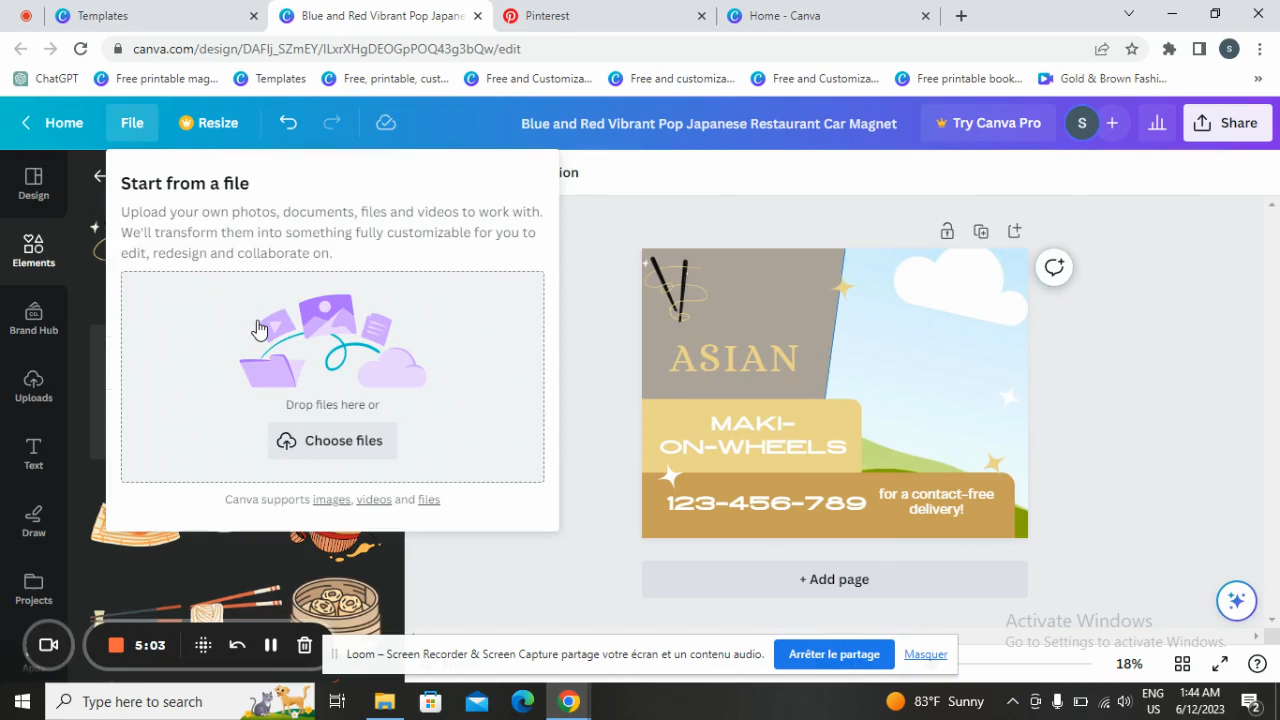 Templates
Blue and Red Vibrant Pop Japane
Pinterest
Home - Canva
canva.com/design/DAFlj_SZmEY/ILxrXHgDEOGpPOQ43g3bQw/edit
S
ChatGPT
Free printable mag...
Templates
Free, printable, cust...
Free and Customiza...
Free and customiza...
Free and Customiza...
Free printable book...
Gold & Brown Fashi...
»
Home
File
Resize
Blue and Red Vibrant Pop Japanese Restaurant Car Magnet
Try Canva Pro
S
Share
Design
Elements
Brand Hub
Uploads
Text
Draw
Projects
Start from a file
Upload your own photos, documents, files and videos to work with.
We'll transform them into something fully customizable for you to
edit, redesign and collaborate on.
Drop files here or
Choose files
Canva supports images, videos and files
ion
ASIAN
MAKI-
ON-WHEELS
123-456-789
for a contact-free
delivery!
+ Add page
Activate Windows
Go to Settings to activate Windows.
5:03
Loom – Screen Recorder & Screen Capture partage votre écran et un contenu audio.
Arrêter le partage
Masquer
18%
Type here to search
83°F Sunny
ENG
US
1:44 AM
6/12/2023
2